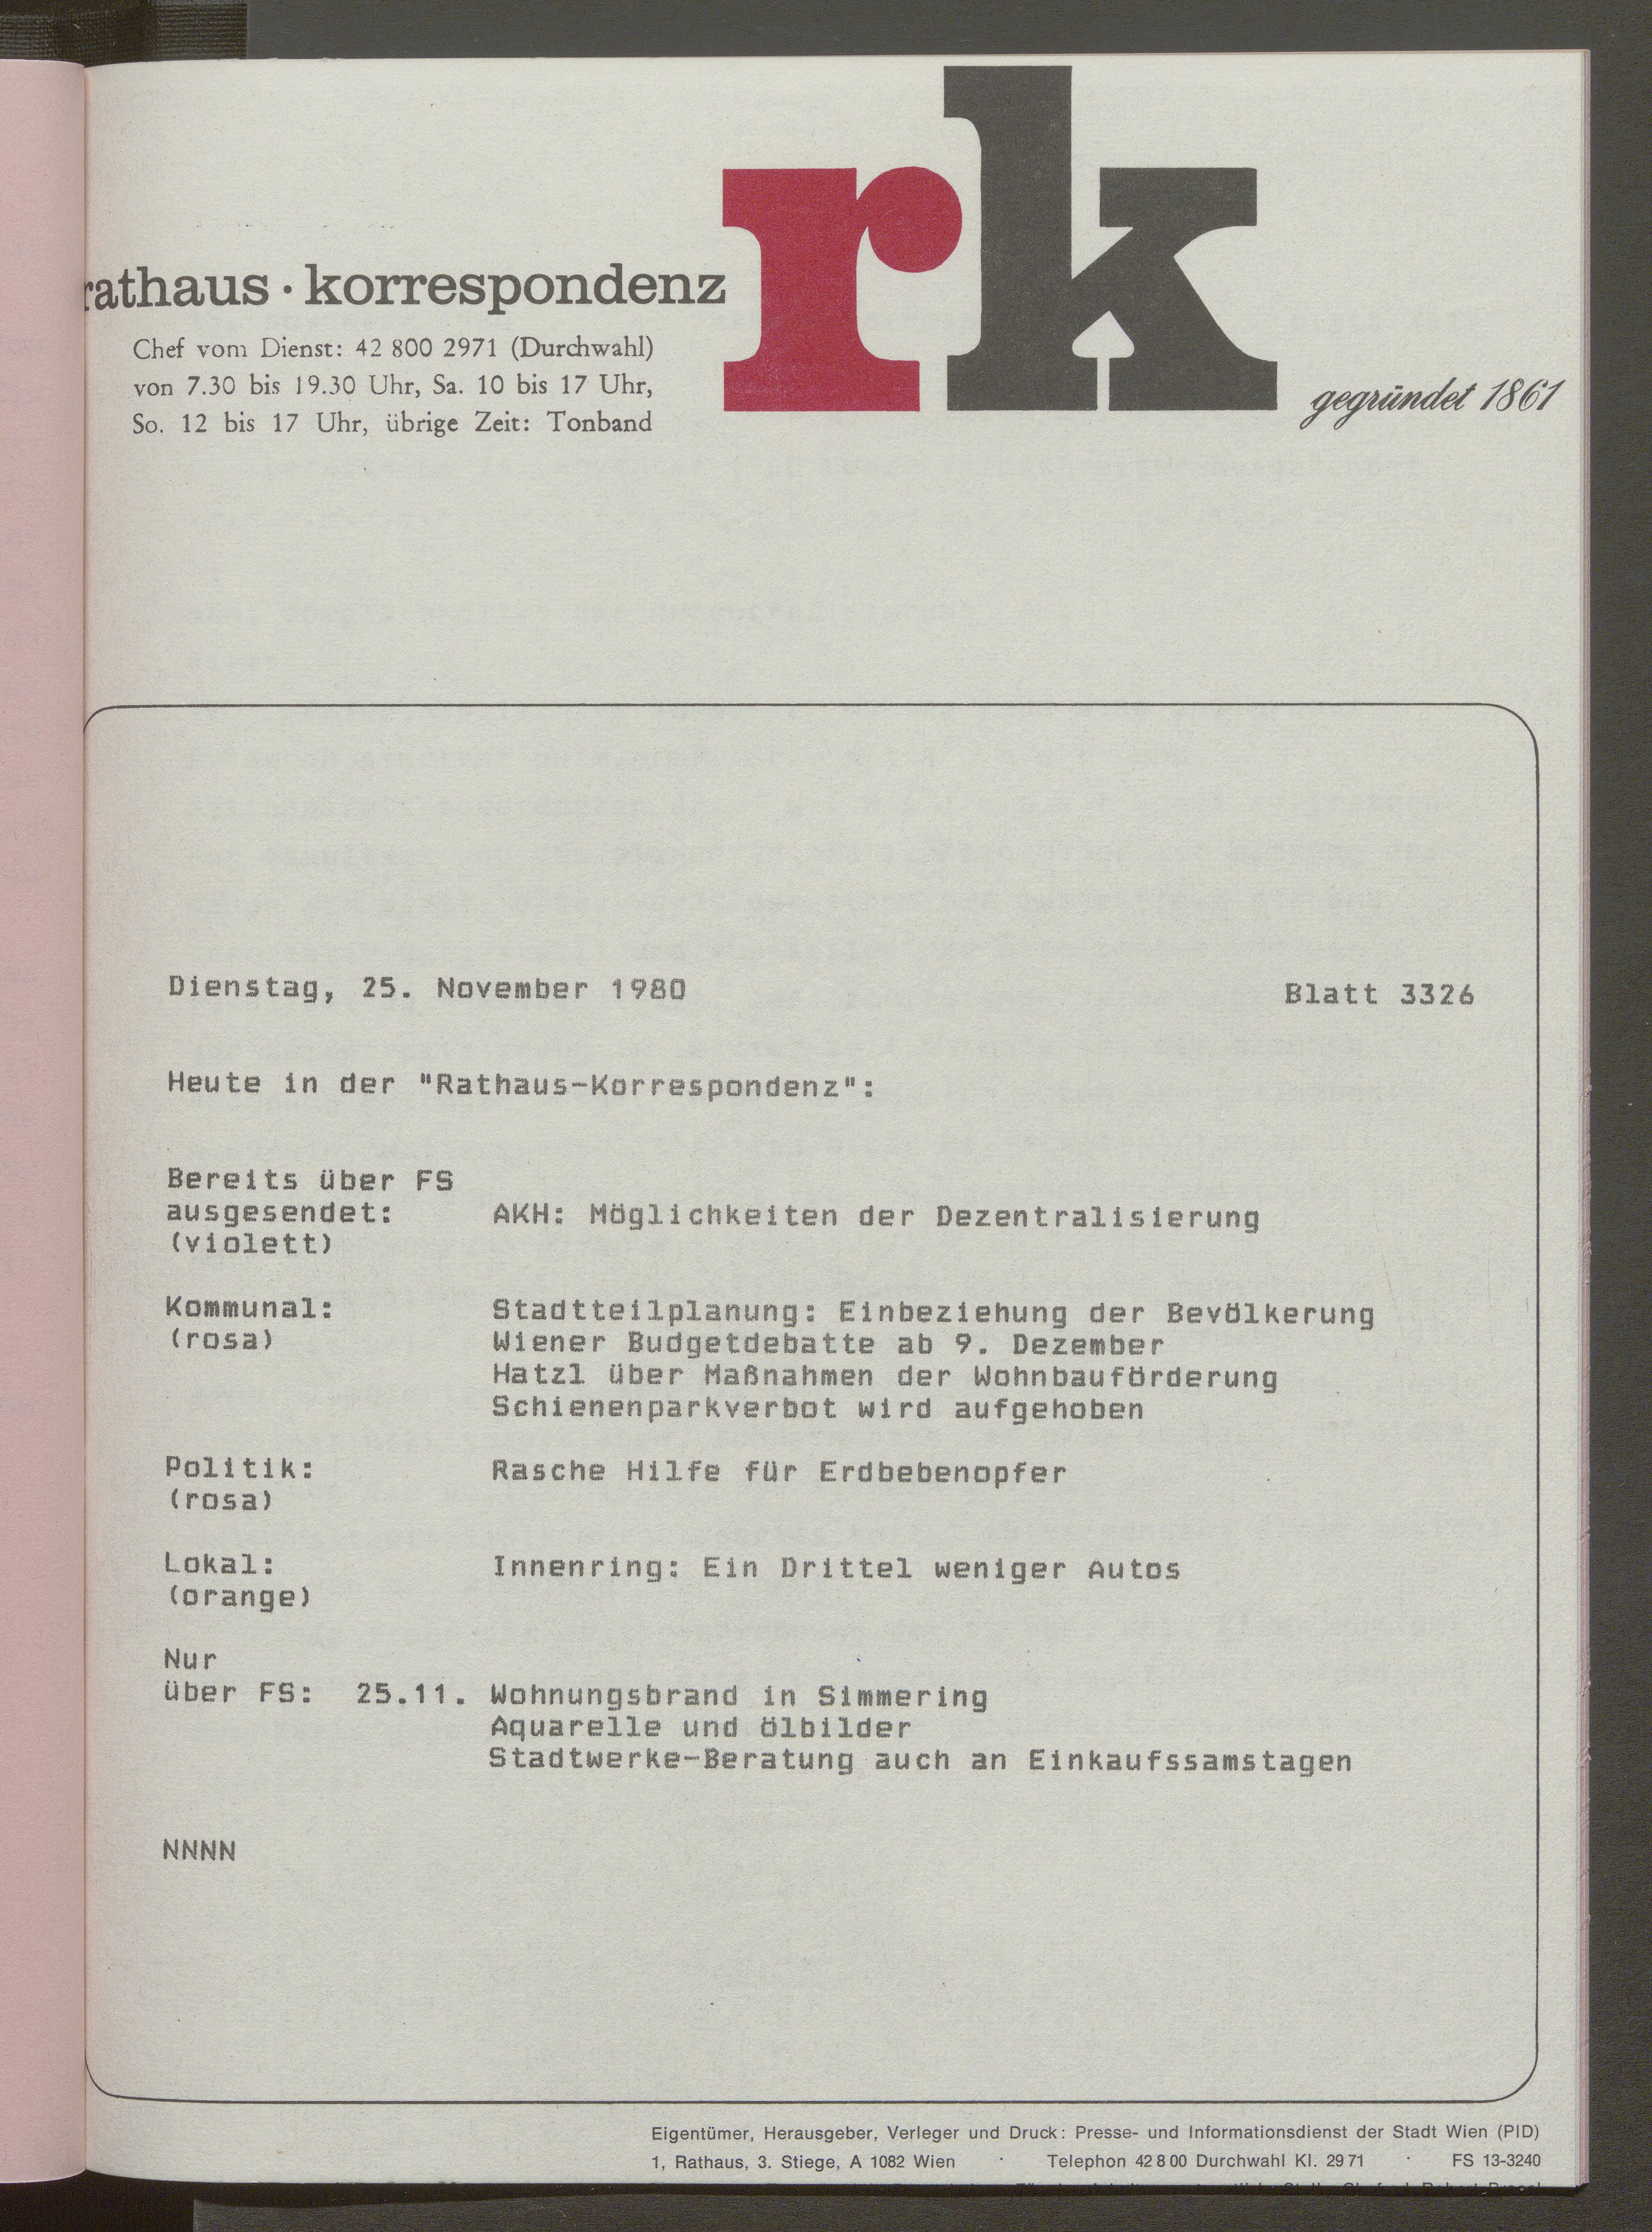 rk
rathaus · korrespondenz
Chef vom Dienst: 42 800 2971 (Durchwahl)
von 7.30 bis 19.30 Uhr, Sa. 10 bis 17 Uhr,
So. 12 bis 17 Uhr, übrige Zeit: Tonband
gegründet 1861
Dienstag, 25. November 1980 Blatt 3326
Heute in der "Rathaus-Korrespondenz":
Bereits über FS
ausgesendet: AKH: Möglichkeiten der Dezentralisierung
(violett)
Kommunal: Stadtteilplanung: Einbeziehung der Bevölkerung
(rosa) Wiener Budgetdebatte ab 9. Dezember
Hatzl über Maßnahmen der Wohnbauförderung
Schienenparkverbot wird aufgehoben
Politik: Rasche Hilfe für Erdbebenopfer
(rosa)
Lokal: Innenring: Ein Drittel weniger Autos
(orange)
Nur
über FS: 25.11. Wohnungsbrand in Simmering
Aquarelle und ölbilder
Stadtwerke-Beratung auch an Einkaufssamstagen
NNNN
Eigentümer, Herausgeber, Verleger und Druck: Presse- und Informationsdienst der Stadt Wien (PID)
1, Rathaus, 3. Stiege, A 1082 Wien · Telephon 42 8 00 Durchwahl Kl. 29 71 · FS 13-3240